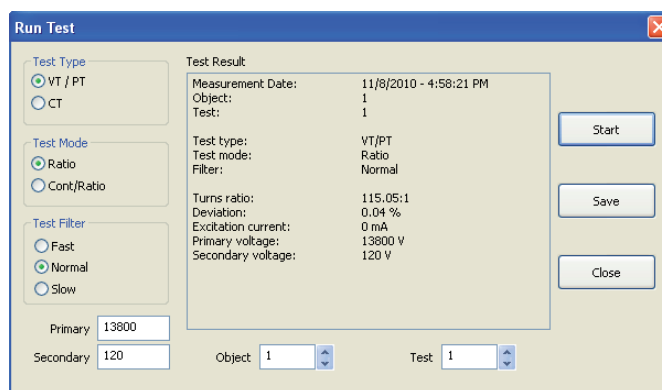 Run Test
Test Type
VT / PT
CT
Test Mode
Ratio
Cont/Ratio
Test Filter
Fast
Normal
Slow
Primary 13800
Secondary 120
Test Result
Measurement Date: 11/8/2010 - 4:58:21 PM
Object: 1
Test: 1
Test type: VT/PT
Test mode: Ratio
Filter: Normal
Turns ratio: 115.05:1
Deviation: 0.04 %
Excitation current: 0 mA
Primary voltage: 13800 V
Secondary voltage: 120 V
Object 1
Test 1
Start
Save
Close